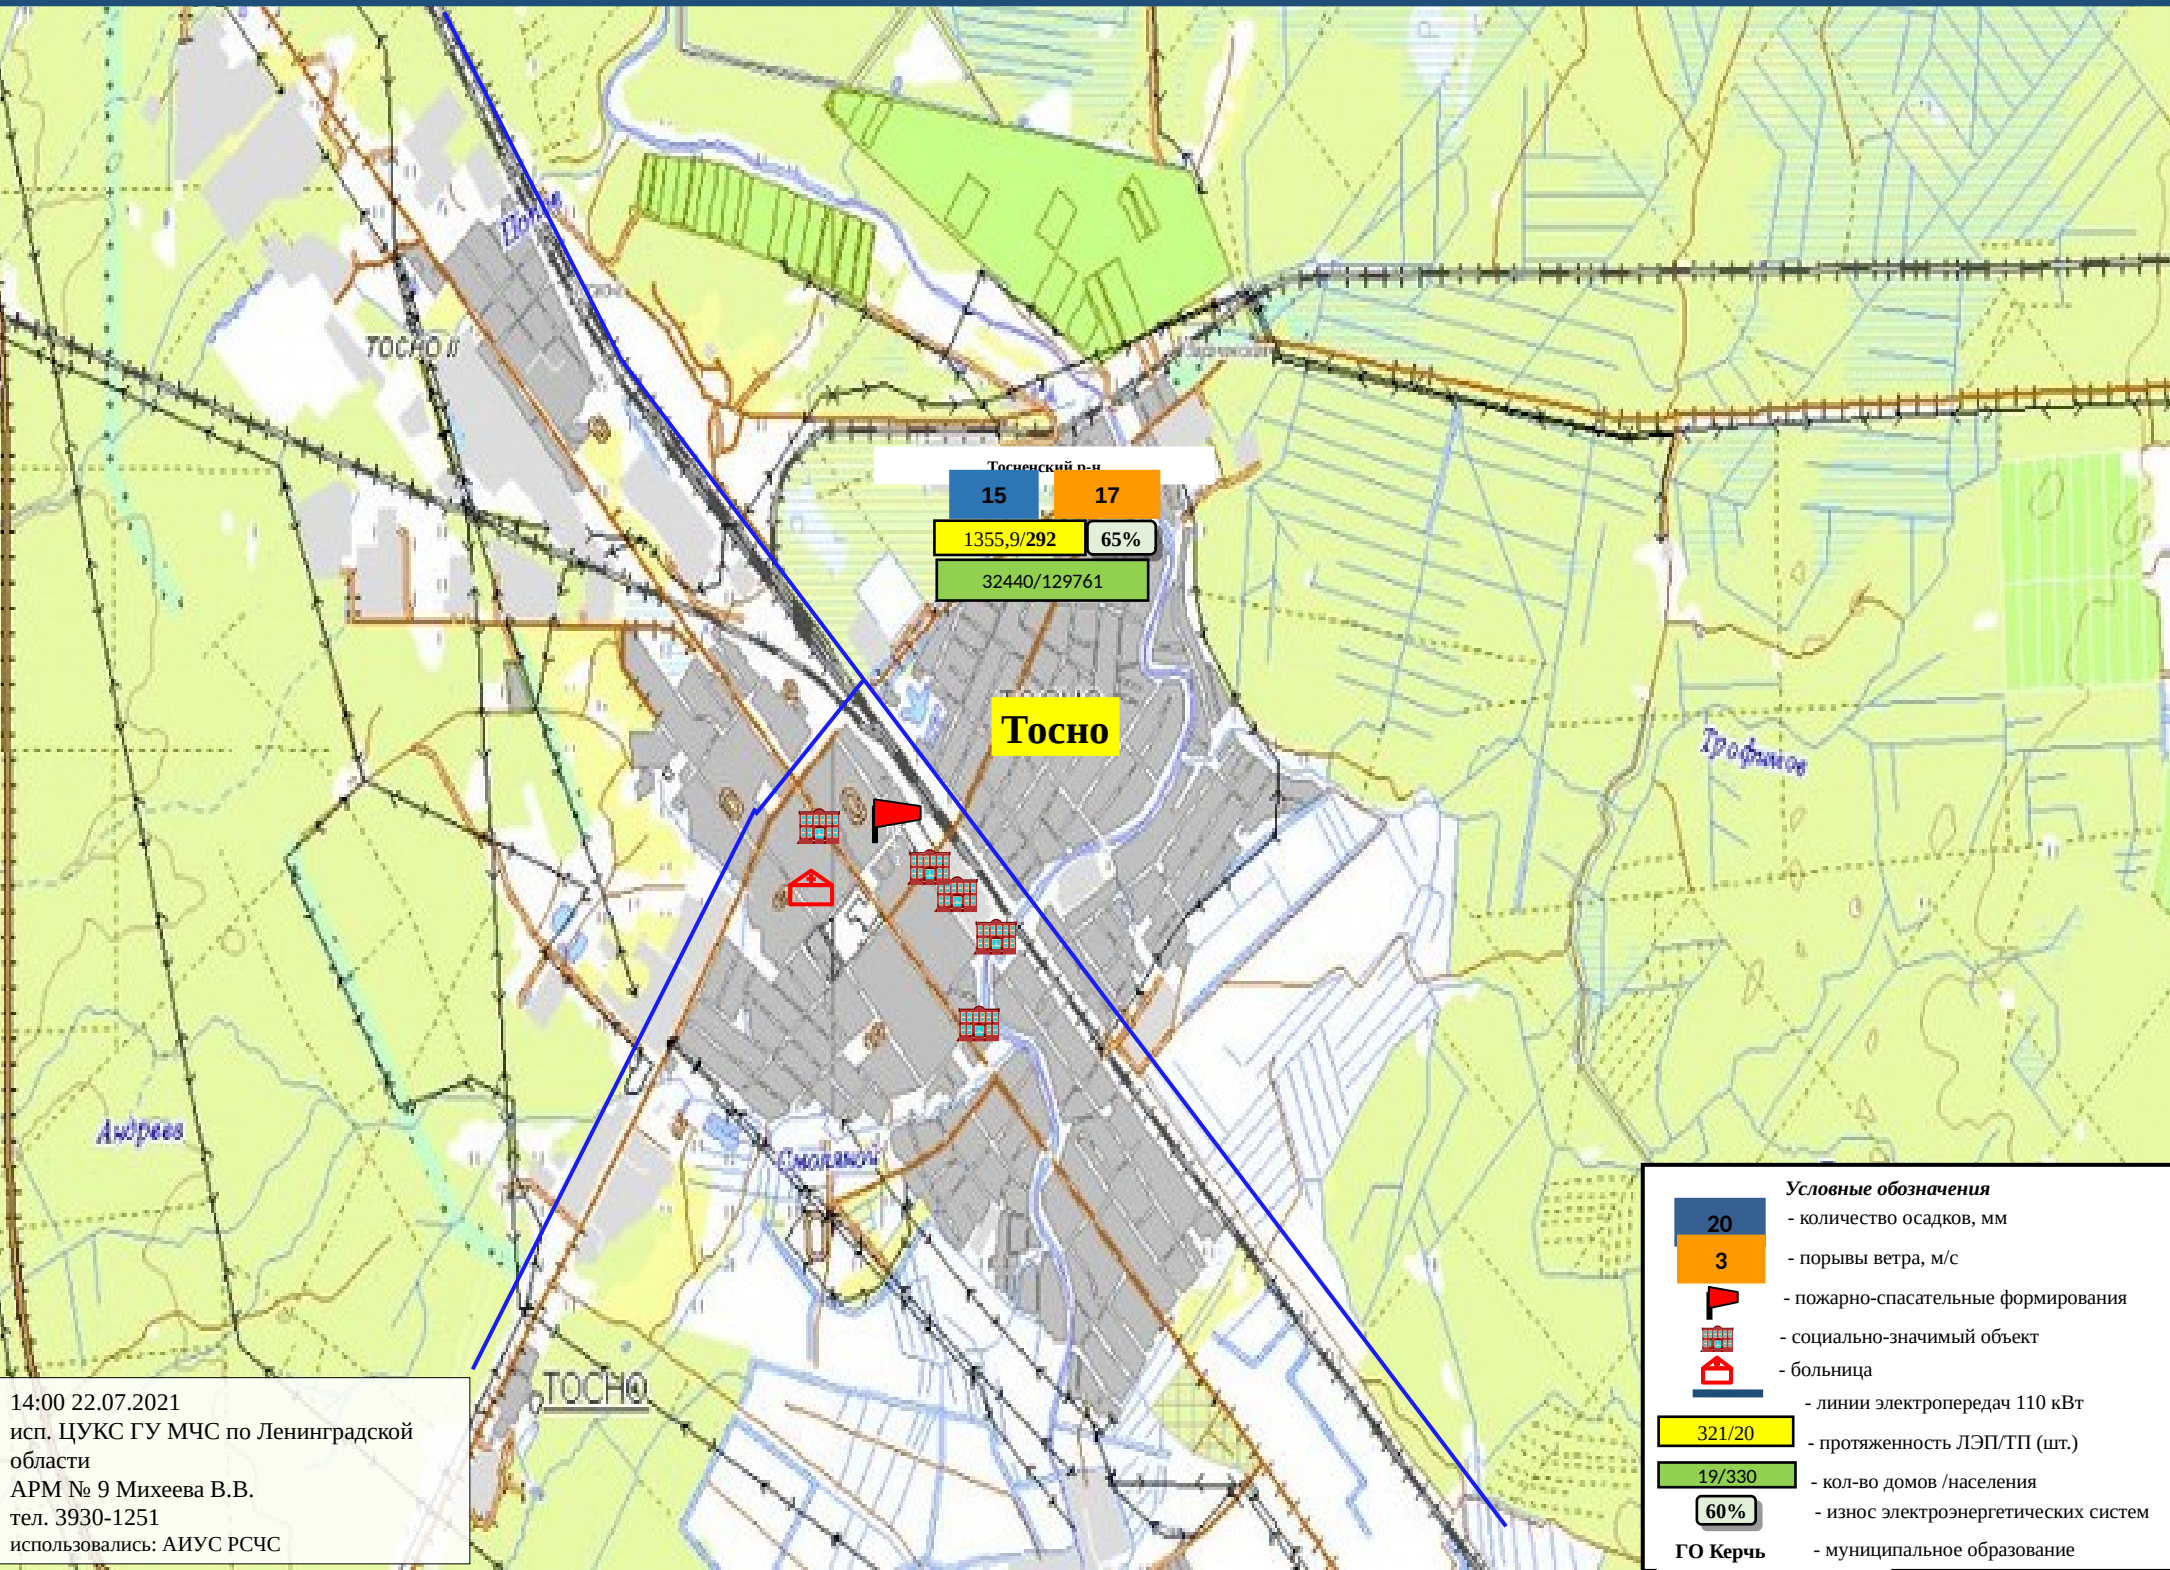 Понов
ТОСНО II
Тосненский р-н
15 17
1355,9/292 65%
32440/129761
ТОСНО
Тосно
Трофимов
Андреев
Смоляной
ТОСНО
Условные обозначения
20 - количество осадков, мм
3 - порывы ветра, м/с
- пожарно-спасательные формирования
- социально-значимый объект
- больница
- линии электропередач 110 кВт
321/20 - протяженность ЛЭП/ТП (шт.)
19/330 - кол-во домов /населения
60% - износ электроэнергетических систем
ГО Керчь - муниципальное образование
14:00 22.07.2021
исп. ЦУКС ГУ МЧС по Ленинградской
области
АРМ № 9 Михеева В.В.
тел. 3930-1251
использовались: АИУС РСЧС